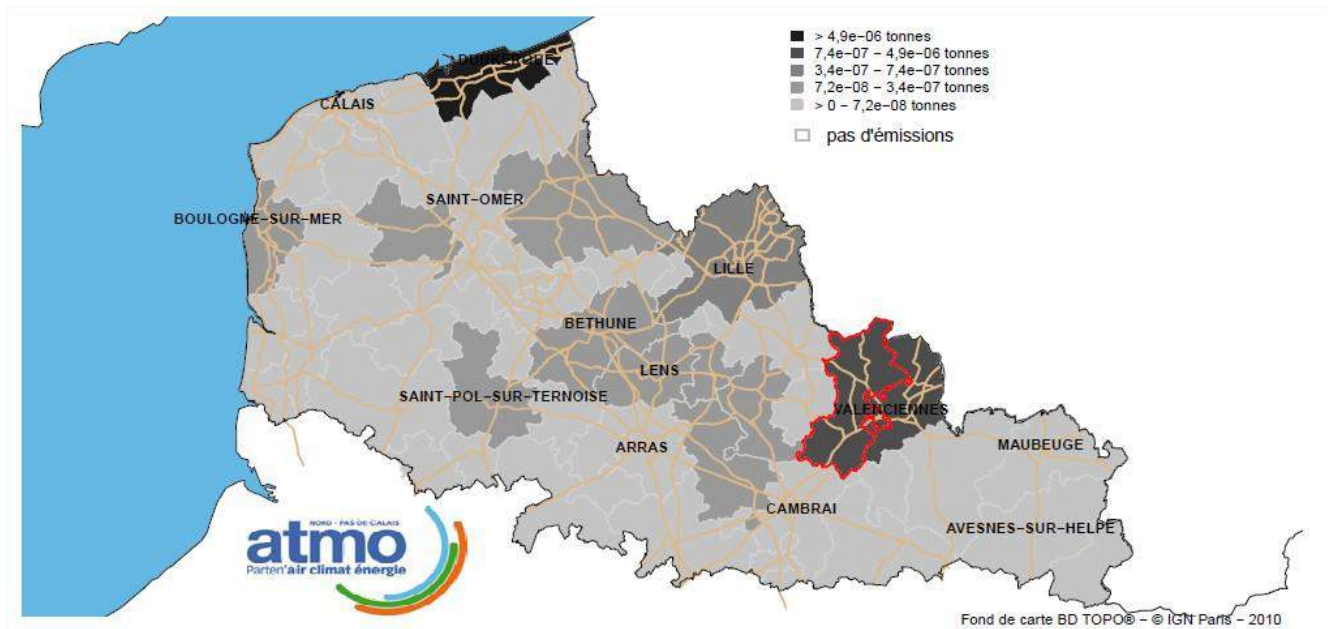 > 4,9e−06 tonnes
7,4e−07 − 4,9e−06 tonnes
3,4e−07 − 7,4e−07 tonnes
7,2e−08 − 3,4e−07 tonnes
> 0 − 7,2e−08 tonnes
pas d'émissions
DUNKERQUE
CALAIS
SAINT−OMER
BOULOGNE−SUR−MER
LILLE
BETHUNE
LENS
SAINT−POL−SUR−TERNOISE
VALENCIENNES
ARRAS
MAUBEUGE
CAMBRAI
AVESNES−SUR−HELPE
NORD - PAS-DE-CALAIS
atmo
Parten'air climat énergie
Fond de carte BD TOPO® − © IGN Paris − 2010